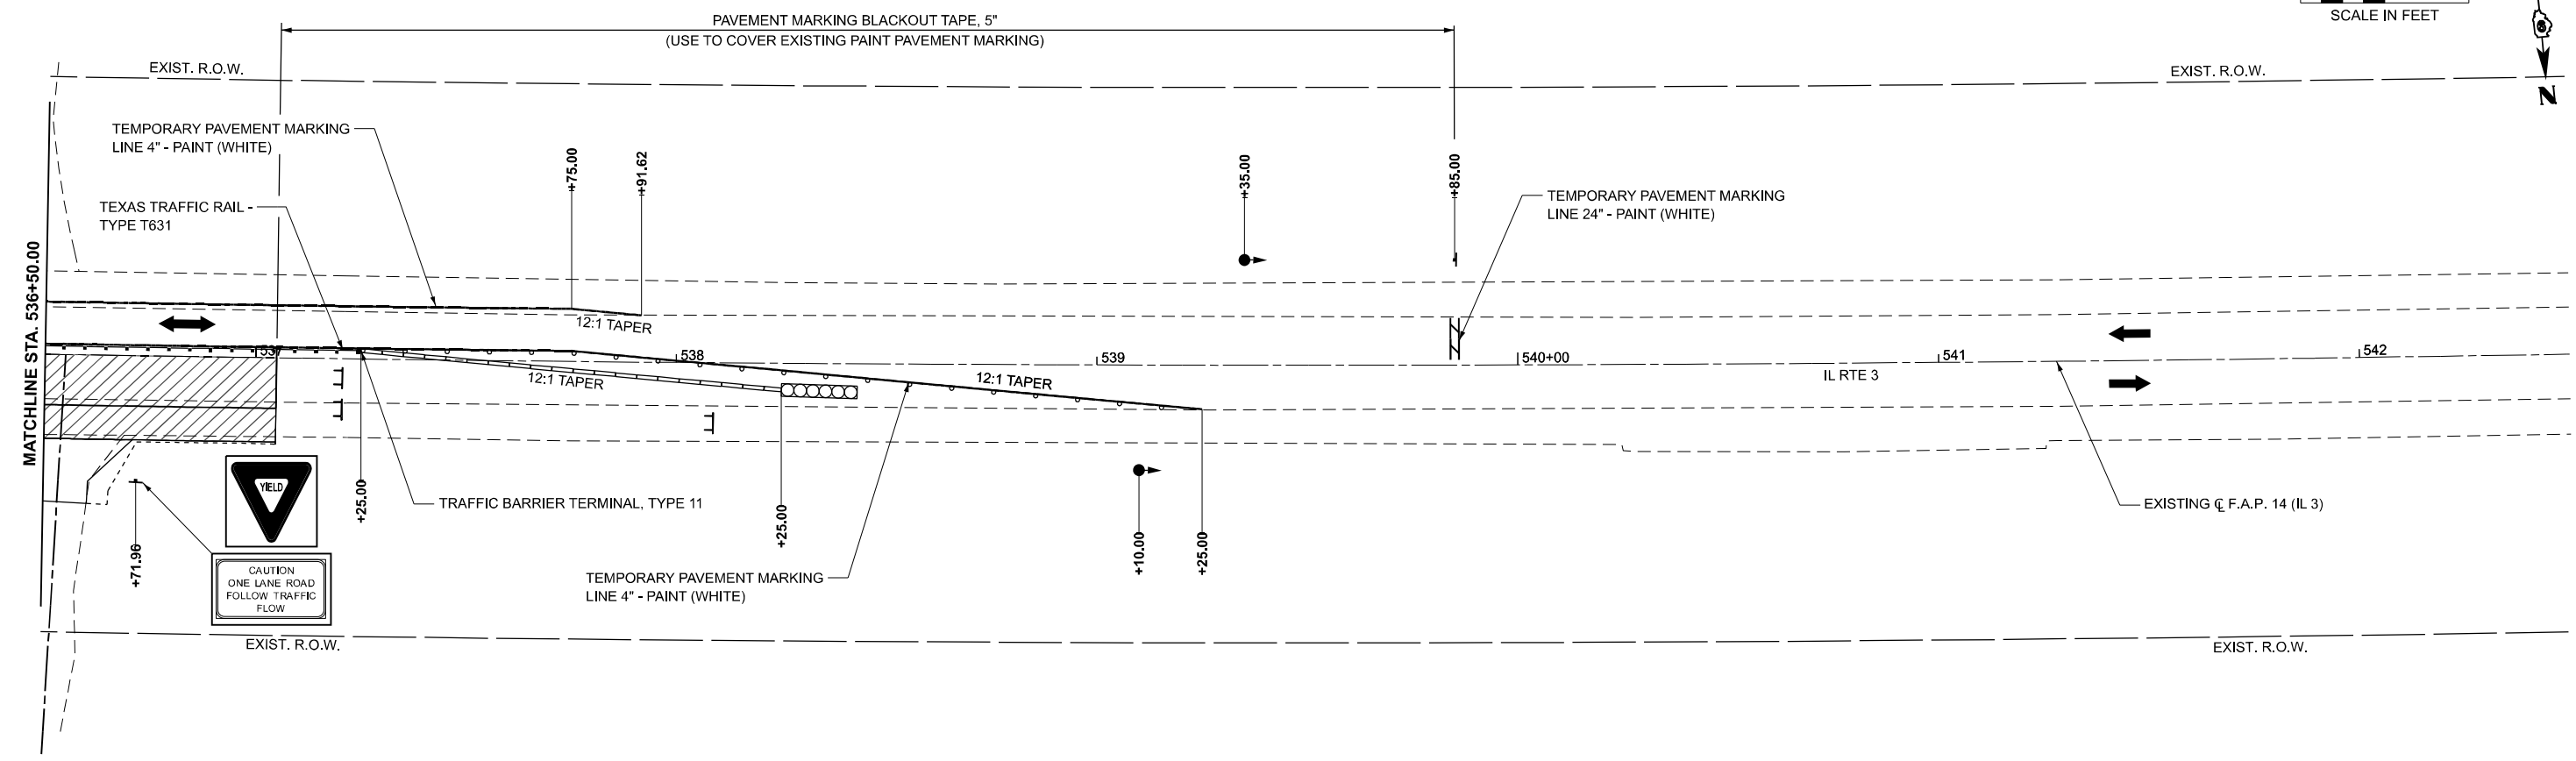 PAVEMENT MARKING BLACKOUT TAPE, 5"
(USE TO COVER EXISTING PAINT PAVEMENT MARKING)
SCALE IN FEET
6
N
EXIST. R.O.W.
EXIST. R.O.W.
TEMPORARY PAVEMENT MARKING
LINE 4" - PAINT (WHITE)
TEXAS TRAFFIC RAIL -
TYPE T631
+75.00
+91.62
+35.00
+85.00
TEMPORARY PAVEMENT MARKING
LINE 24" - PAINT (WHITE)
MATCHLINE STA. 536+50.00
12:1 TAPER
537
538
539
540+00
541
542
12:1 TAPER
12:1 TAPER
IL RTE 3
YIELD
CAUTION
ONE LANE ROAD
FOLLOW TRAFFIC
FLOW
+71.96
+25.00
TRAFFIC BARRIER TERMINAL, TYPE 11
+25.00
+10.00
+25.00
EXISTING ℄ F.A.P. 14 (IL 3)
TEMPORARY PAVEMENT MARKING
LINE 4" - PAINT (WHITE)
EXIST. R.O.W.
EXIST. R.O.W.